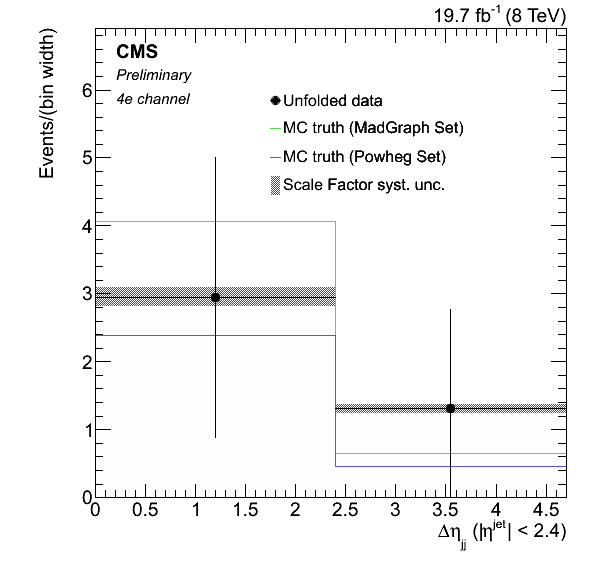 19.7 fb⁻¹ (8 TeV)
CMS
Preliminary
4e channel
Unfolded data
MC truth (MadGraph Set)
MC truth (Powheg Set)
Scale Factor syst. unc.
Events/(bin width)
6
5
4
3
2
1
0
0 0.5 1 1.5 2 2.5 3 3.5 4 4.5
Δη_jj (|η^jet| < 2.4)